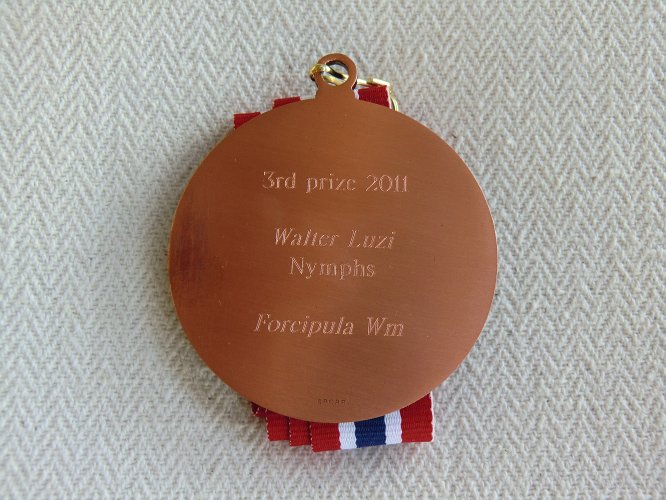 3rd prize 2011
Walter Luzi
Nymphs
Forcipula Wm